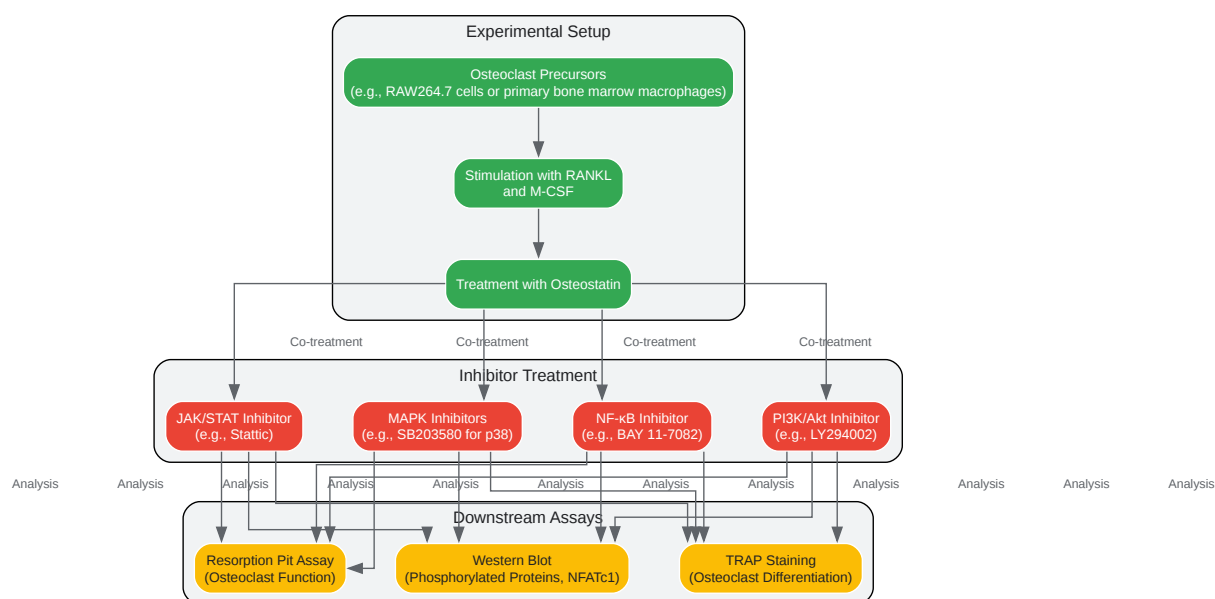 Experimental Setup
Osteoclast Precursors
(e.g., RAW264.7 cells or primary bone marrow macrophages)
Stimulation with RANKL
and M-CSF
Treatment with Osteostatin
Co-treatment
Co-treatment
Co-treatment
Co-treatment
Inhibitor Treatment
JAK/STAT Inhibitor
(e.g., Stattic)
MAPK Inhibitors
(e.g., SB203580 for p38)
NF-κB Inhibitor
(e.g., BAY 11-7082)
PI3K/Akt Inhibitor
(e.g., LY294002)
Analysis
Analysis
Analysis
Analysis
Analysis
Analysis
Analysis
Analysis
Analysis
Analysis
Analysis
Analysis
Downstream Assays
Resorption Pit Assay
(Osteoclast Function)
Western Blot
(Phosphorylated Proteins, NFATc1)
TRAP Staining
(Osteoclast Differentiation)